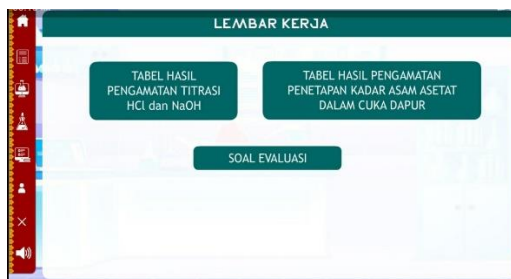 LEMBAR KERJA
TABEL HASIL
PENGAMATAN TITRASI
HCl dan NaOH
TABEL HASIL PENGAMATAN
PENETAPAN KADAR ASAM ASETAT
DALAM CUKA DAPUR
SOAL EVALUASI